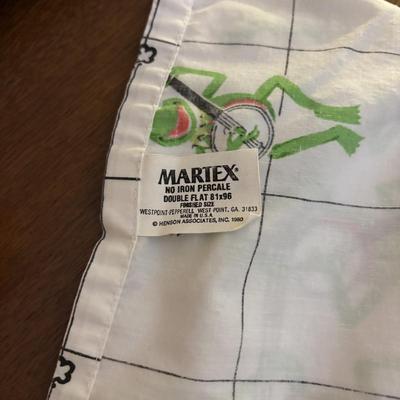 MARTEX®
NO IRON PERCALE
DOUBLE FLAT 81x96
FINISHED SIZE
WESTPOINT-PEPPERELL, WEST POINT, GA. 31833
MADE IN U.S.A.
© HENSON ASSOCIATES, INC. 1980